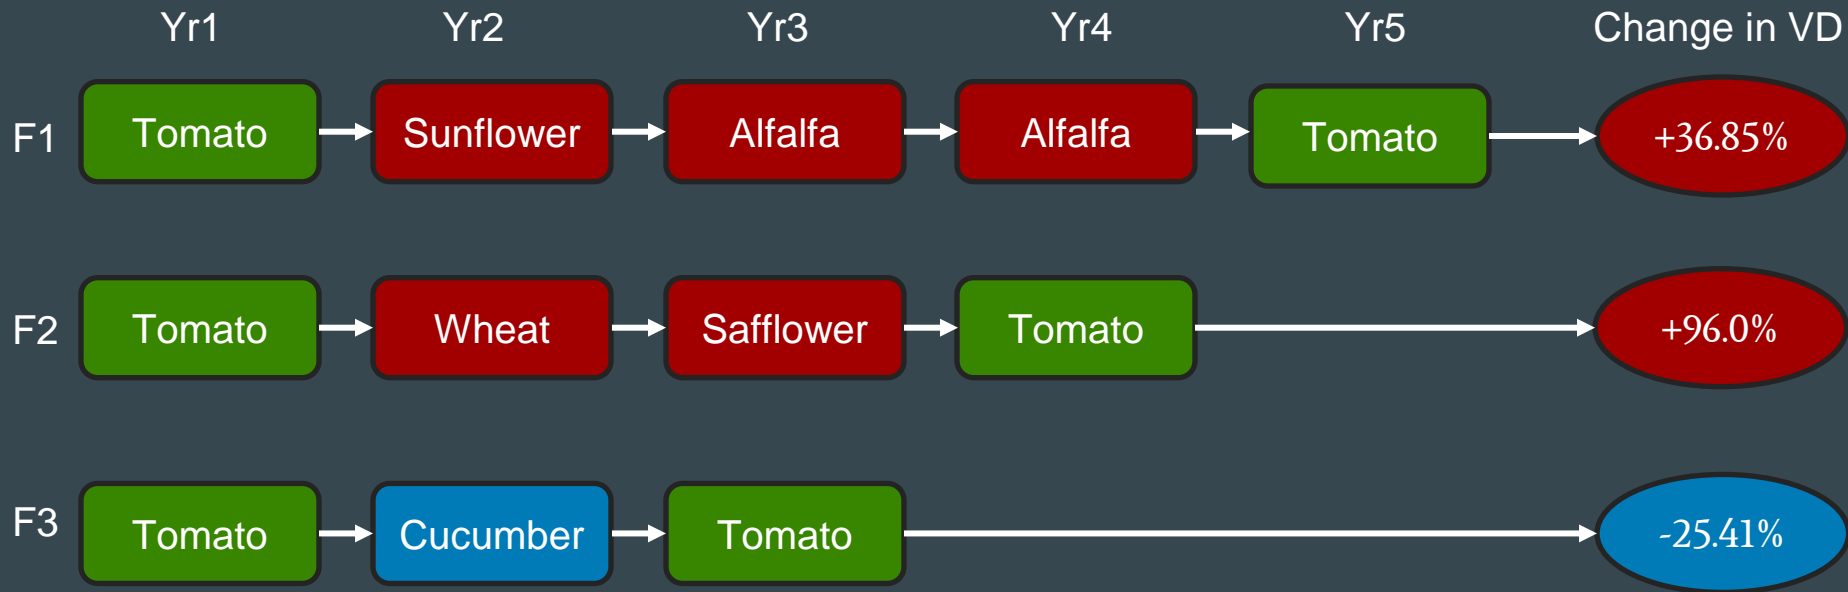 Yr1 Yr2 Yr3 Yr4 Yr5 Change in VD
F1 Tomato Sunflower Alfalfa Alfalfa Tomato +36.85%
F2 Tomato Wheat Safflower Tomato +96.0%
F3 Tomato Cucumber Tomato -25.41%